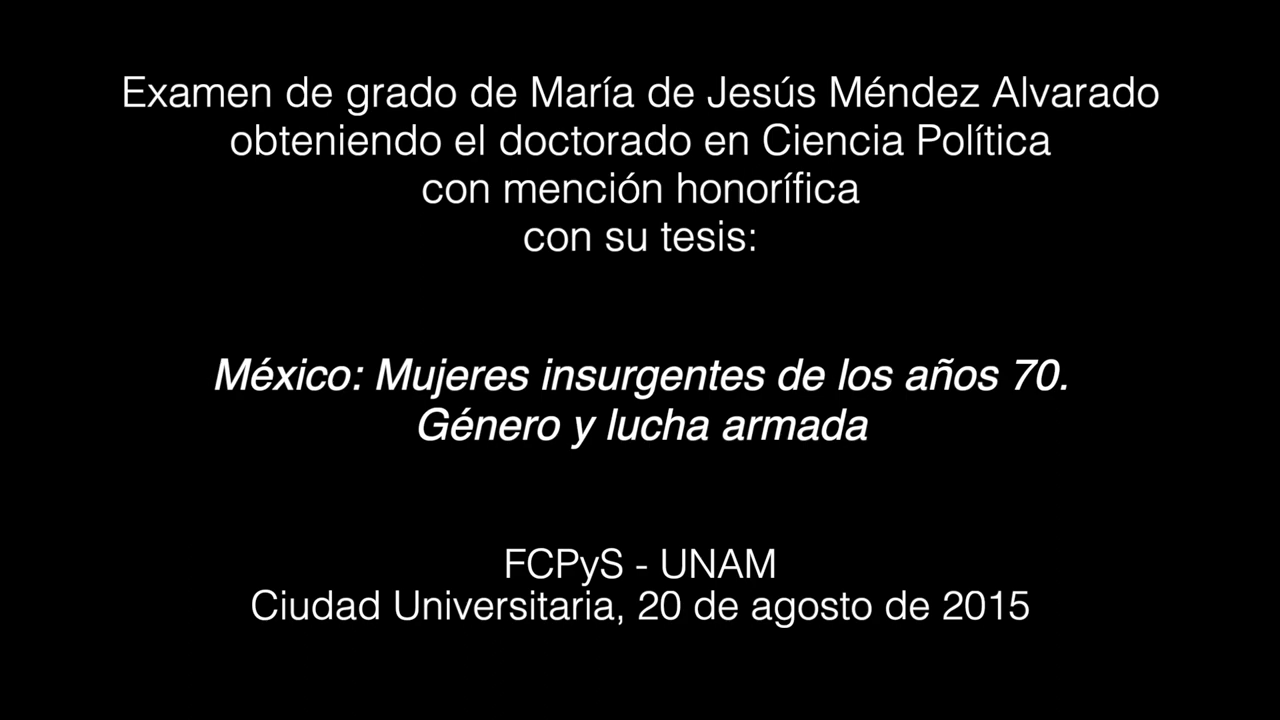 Examen de grado de María de Jesús Méndez Alvarado
obteniendo el doctorado en Ciencia Política
con mención honorífica
con su tesis:
México: Mujeres insurgentes de los años 70.
Género y lucha armada
FCPyS - UNAM
Ciudad Universitaria, 20 de agosto de 2015